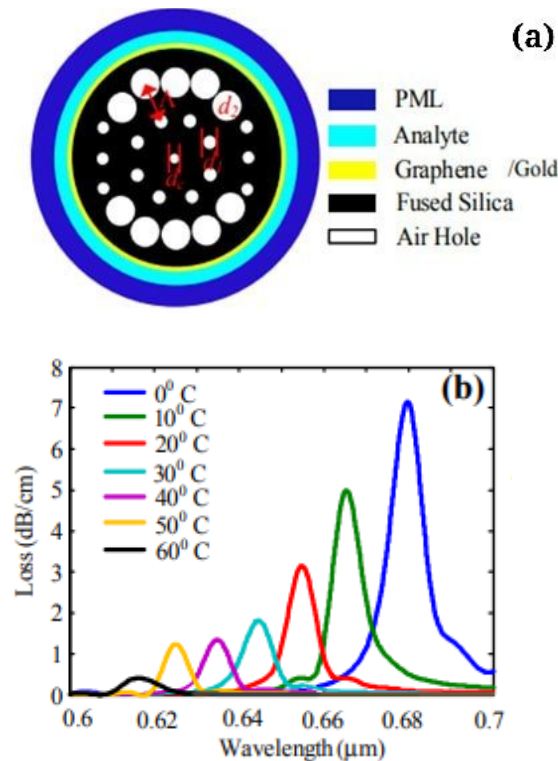 (a)
Λ
d₂
PML
Analyte
Graphene /Gold
Fused Silica
Air Hole
(b)
8
7
6
5
4
3
2
1
0
Loss (dB/cm)
0⁰ C
10⁰ C
20⁰ C
30⁰ C
40⁰ C
50⁰ C
60⁰ C
0.6 0.62 0.64 0.66 0.68 0.7
Wavelength (μm)